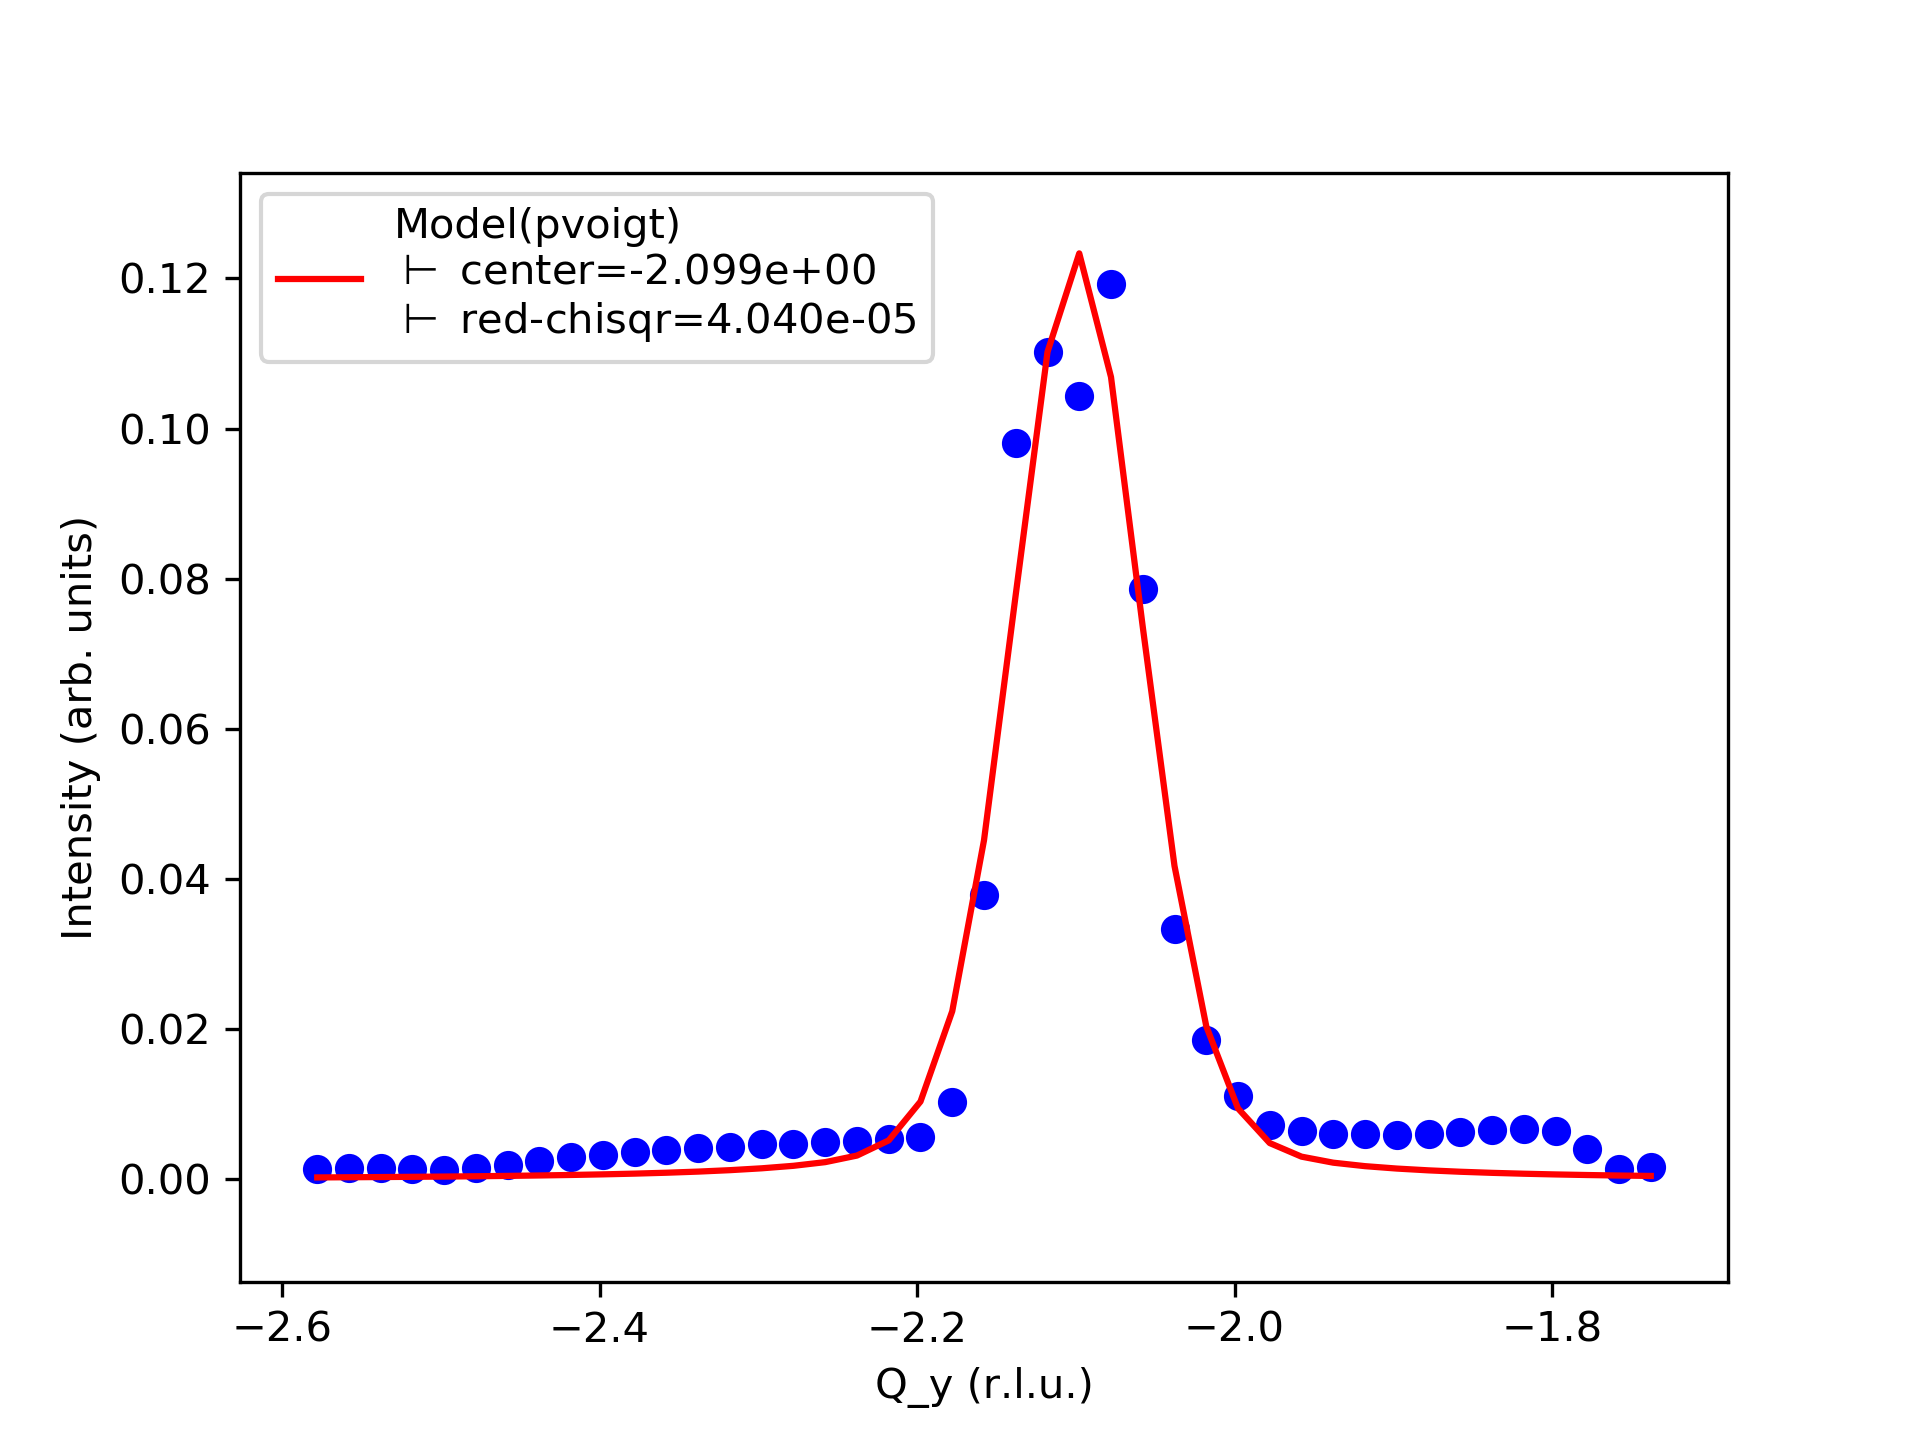 Model(pvoigt)
⊢ center=-2.099e+00
⊢ red-chisqr=4.040e-05
0.12
0.10
0.08
0.06
0.04
0.02
0.00
Intensity (arb. units)
−2.6 −2.4 −2.2 −2.0 −1.8
Q_y (r.l.u.)